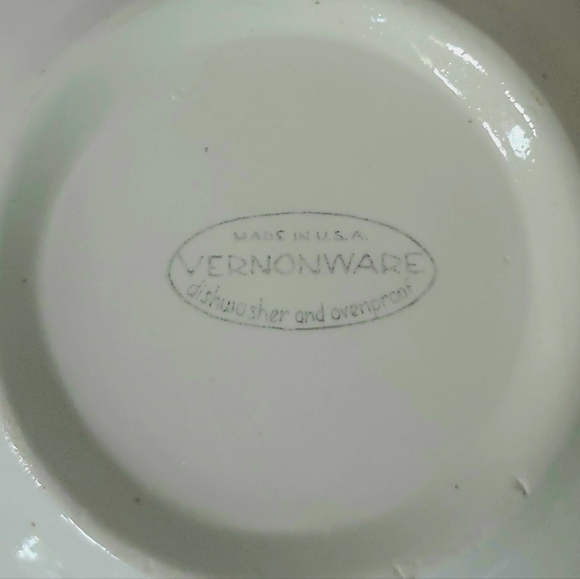 MADE IN U.S.A.
VERNONWARE
dishwasher and ovenproof